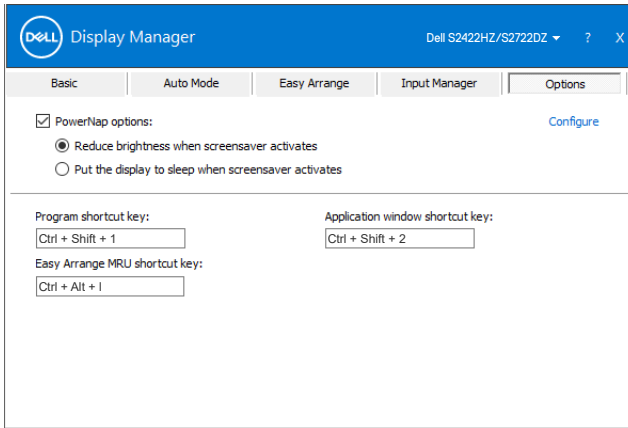 DELL Display Manager
Dell S2422HZ/S2722DZ ? X
Basic Auto Mode Easy Arrange Input Manager Options
PowerNap options: Configure
Reduce brightness when screensaver activates
Put the display to sleep when screensaver activates
Program shortcut key: Application window shortcut key:
Ctrl + Shift + 1 Ctrl + Shift + 2
Easy Arrange MRU shortcut key:
Ctrl + Alt + I